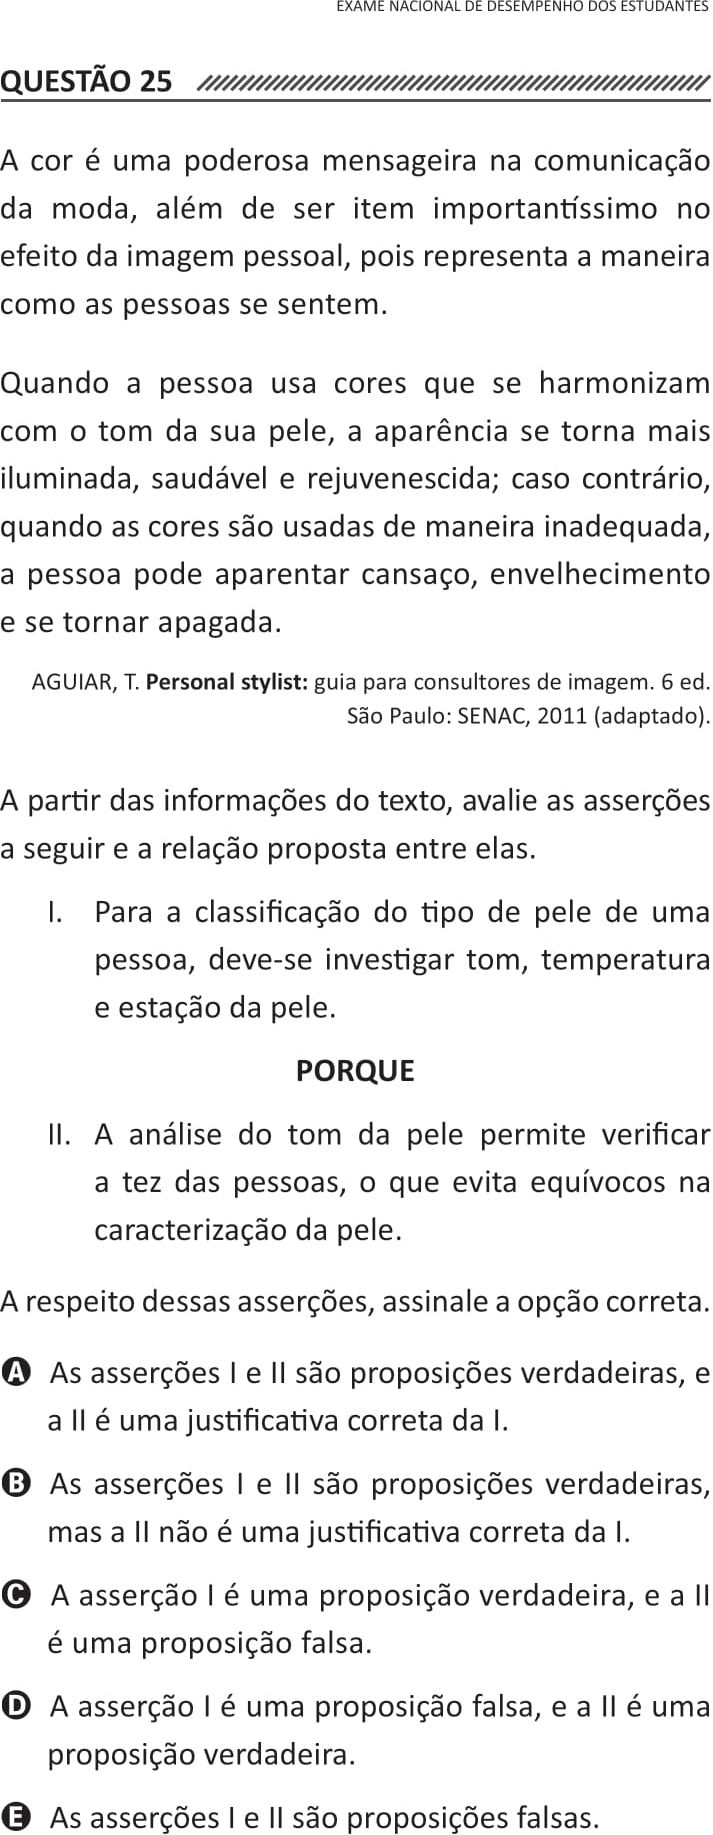 EXAME NACIONAL DE DESEMPENHO DOS ESTUDANTES
QUESTÃO 25
A cor é uma poderosa mensageira na comunicação
da moda, além de ser item importantíssimo no
efeito da imagem pessoal, pois representa a maneira
como as pessoas se sentem.
Quando a pessoa usa cores que se harmonizam
com o tom da sua pele, a aparência se torna mais
iluminada, saudável e rejuvenescida; caso contrário,
quando as cores são usadas de maneira inadequada,
a pessoa pode aparentar cansaço, envelhecimento
e se tornar apagada.
AGUIAR, T. Personal stylist: guia para consultores de imagem. 6 ed.
São Paulo: SENAC, 2011 (adaptado).
A partir das informações do texto, avalie as asserções
a seguir e a relação proposta entre elas.
I. Para a classificação do tipo de pele de uma
pessoa, deve-se investigar tom, temperatura
e estação da pele.
PORQUE
II. A análise do tom da pele permite verificar
a tez das pessoas, o que evita equívocos na
caracterização da pele.
A respeito dessas asserções, assinale a opção correta.
A As asserções I e II são proposições verdadeiras, e
a II é uma justificativa correta da I.
B As asserções I e II são proposições verdadeiras,
mas a II não é uma justificativa correta da I.
C A asserção I é uma proposição verdadeira, e a II
é uma proposição falsa.
D A asserção I é uma proposição falsa, e a II é uma
proposição verdadeira.
E As asserções I e II são proposições falsas.